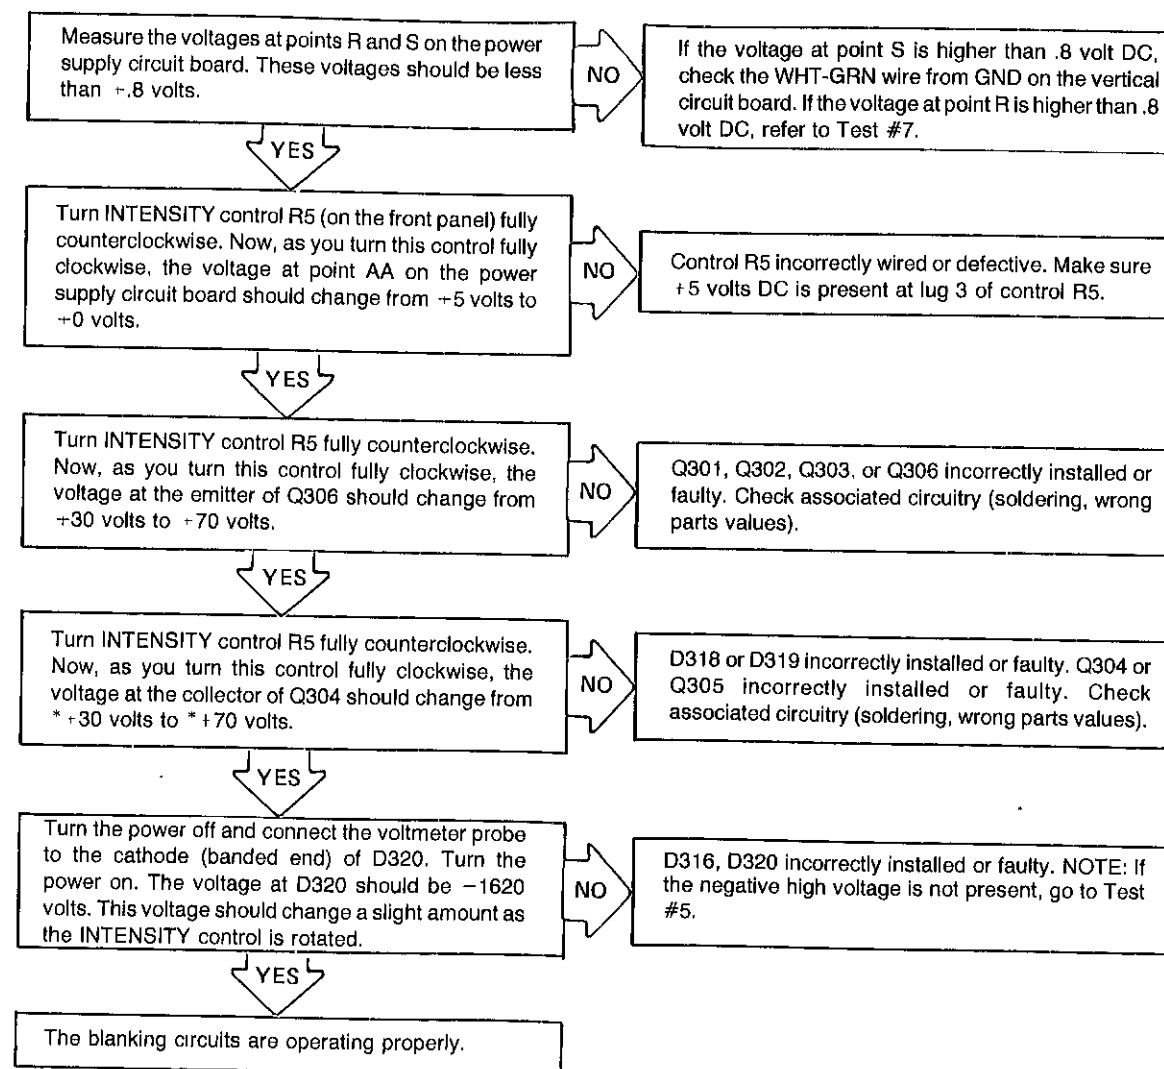 Measure the voltages at points R and S on the power
supply circuit board. These voltages should be less
than +.8 volts.
NO
If the voltage at point S is higher than .8 volt DC,
check the WHT-GRN wire from GND on the vertical
circuit board. If the voltage at point R is higher than .8
volt DC, refer to Test #7.
YES
Turn INTENSITY control R5 (on the front panel) fully
counterclockwise. Now, as you turn this control fully
clockwise, the voltage at point AA on the power
supply circuit board should change from +5 volts to
+0 volts.
NO
Control R5 incorrectly wired or defective. Make sure
+5 volts DC is present at lug 3 of control R5.
YES
Turn INTENSITY control R5 fully counterclockwise.
Now, as you turn this control fully clockwise, the
voltage at the emitter of Q306 should change from
+30 volts to +70 volts.
NO
Q301, Q302, Q303, or Q306 incorrectly installed or
faulty. Check associated circuitry (soldering, wrong
parts values).
YES
Turn INTENSITY control R5 fully counterclockwise.
Now, as you turn this control fully clockwise, the
voltage at the collector of Q304 should change from
*+30 volts to *+70 volts.
NO
D318 or D319 incorrectly installed or faulty. Q304 or
Q305 incorrectly installed or faulty. Check
associated circuitry (soldering, wrong parts values).
YES
Turn the power off and connect the voltmeter probe
to the cathode (banded end) of D320. Turn the
power on. The voltage at D320 should be −1620
volts. This voltage should change a slight amount as
the INTENSITY control is rotated.
NO
D316, D320 incorrectly installed or faulty. NOTE: If
the negative high voltage is not present, go to Test
#5.
YES
The blanking circuits are operating properly.